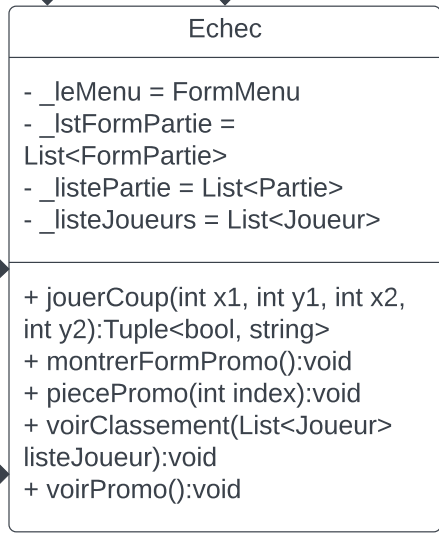 Echec
- _leMenu = FormMenu
- _lstFormPartie =
List<FormPartie>
- _listePartie = List<Partie>
- _listeJoueurs = List<Joueur>
+ jouerCoup(int x1, int y1, int x2,
int y2):Tuple<bool, string>
+ montrerFormPromo():void
+ piecePromo(int index):void
+ voirClassement(List<Joueur>
listeJoueur):void
+ voirPromo():void